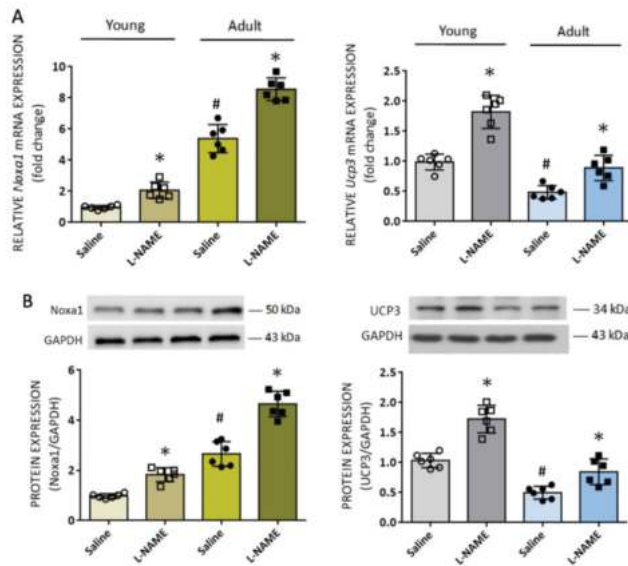 A
Young
Adult
RELATIVE Noxa1 mRNA EXPRESSION
(fold change)
10
8
6
4
2
0
*
#
*
Saline
L-NAME
Saline
L-NAME
Young
Adult
RELATIVE Ucp3 mRNA EXPRESSION
(fold change)
2.5
2.0
1.5
1.0
0.5
0.0
*
#
*
Saline
L-NAME
Saline
L-NAME
B
Noxa1
50 kDa
GAPDH
43 kDa
PROTEIN EXPRESSION
(Noxa1/GAPDH)
6
4
2
0
*
#
*
Saline
L-NAME
Saline
L-NAME
UCP3
34 kDa
GAPDH
43 kDa
PROTEIN EXPRESSION
(UCP3/GAPDH)
2.5
2.0
1.5
1.0
0.5
0.0
*
#
*
Saline
L-NAME
Saline
L-NAME